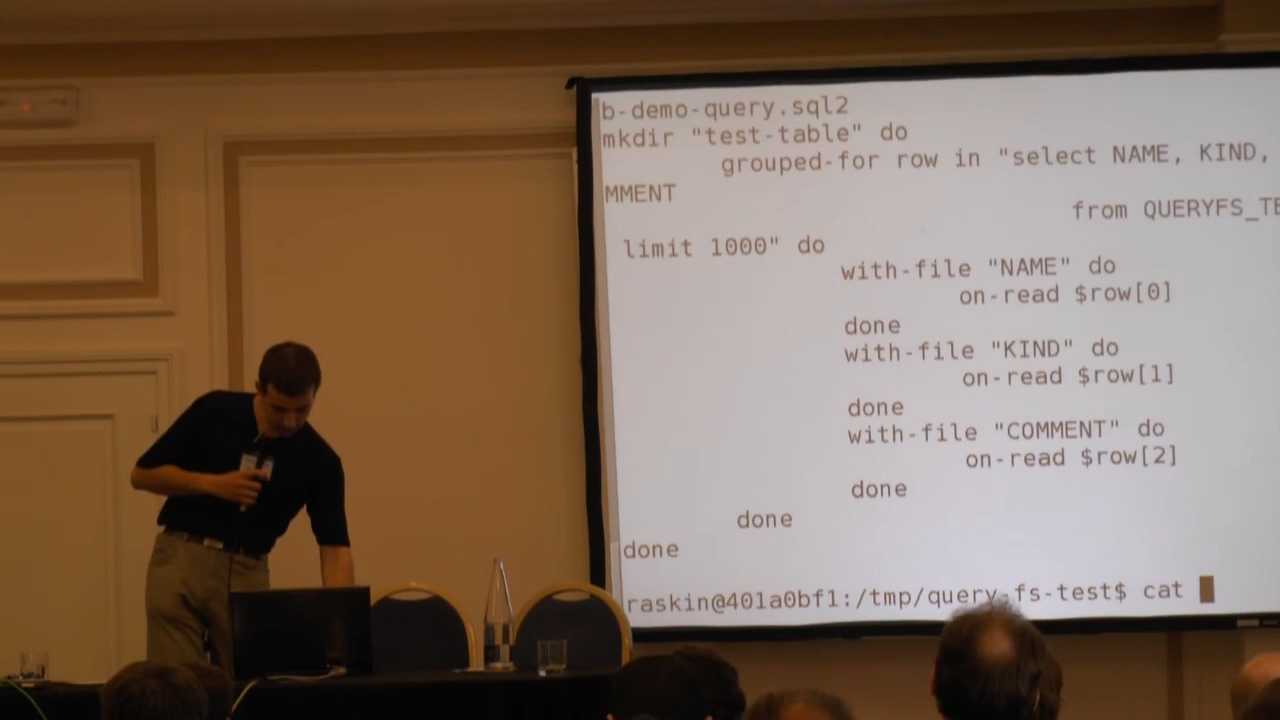 b-demo-query.sql2
mkdir "test-table" do
grouped-for row in "select NAME, KIND,
MMENT
from QUERYFS_TE
limit 1000" do
with-file "NAME" do
on-read $row[0]
done
with-file "KIND" do
on-read $row[1]
done
with-file "COMMENT" do
on-read $row[2]
done
done
done
raskin@401a0bf1:/tmp/query-fs-test$ cat